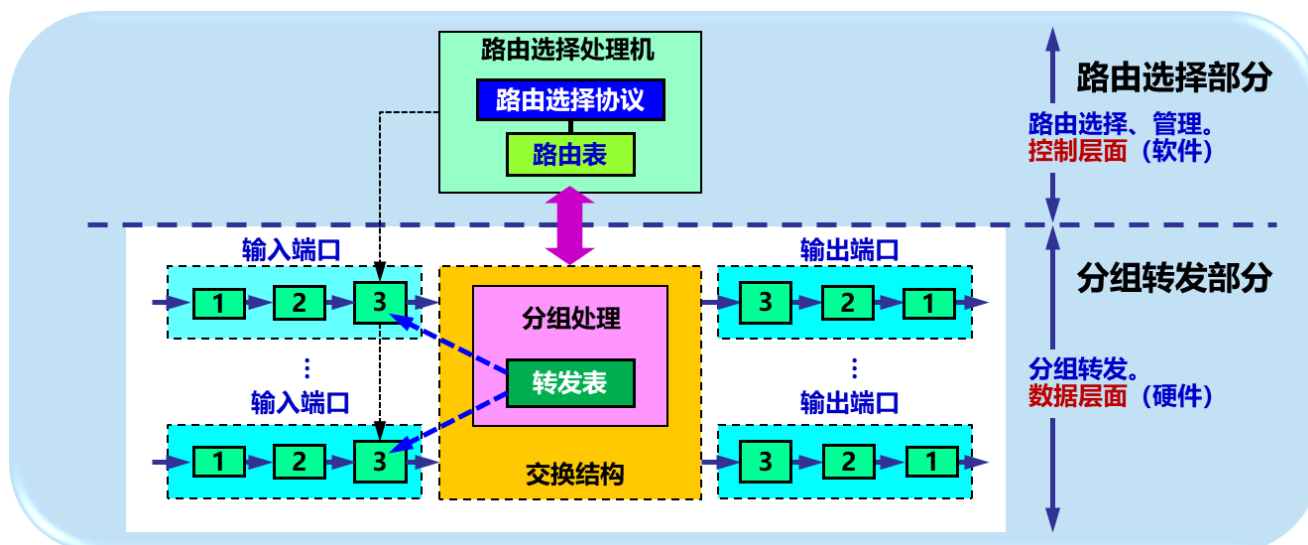 路由选择处理机
路由选择协议
路由表
路由选择部分
路由选择、管理。
控制层面（软件）
输入端口
1 2 3
⋮
输入端口
1 2 3
分组处理
转发表
交换结构
输出端口
3 2 1
⋮
输出端口
3 2 1
分组转发部分
分组转发。
数据层面（硬件）